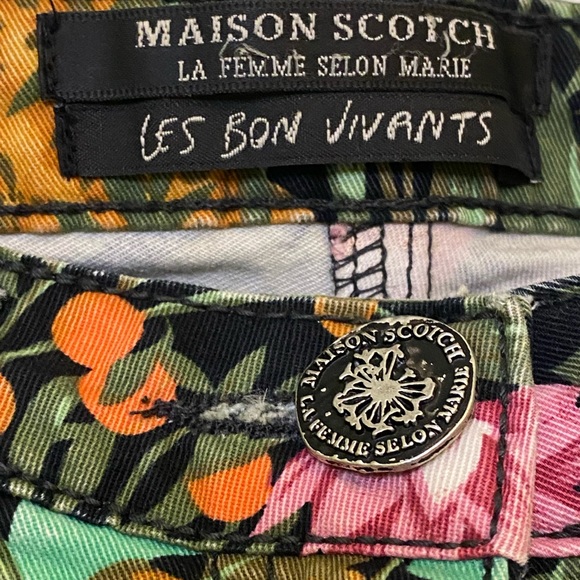 MAISON SCOTCH
LA FEMME SELON MARIE
LES BON VIVANTS
MAISON SCOTCH
LA FEMME SELON MARIE